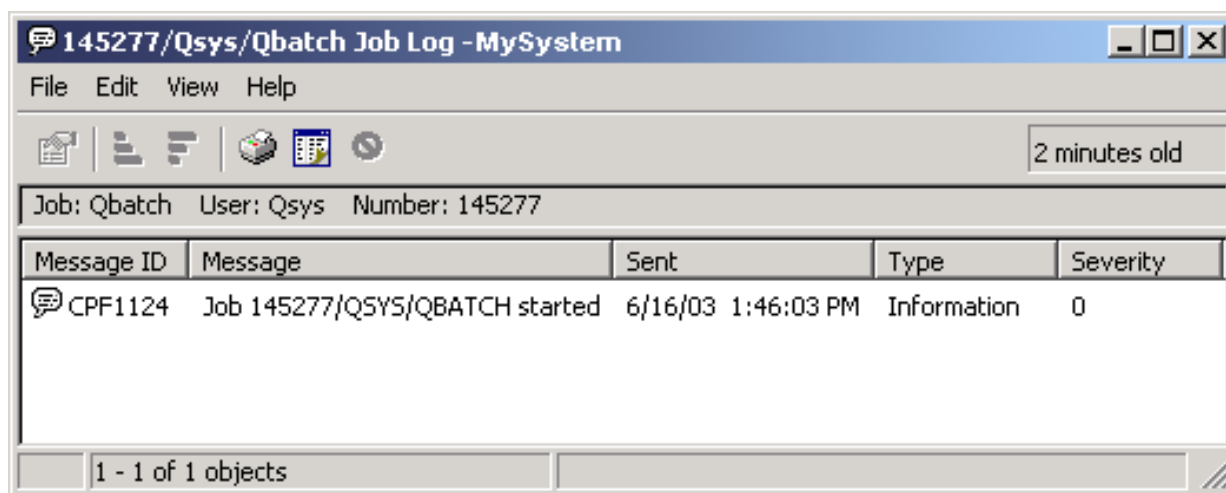 145277/Qsys/Qbatch Job Log -MySystem
File Edit View Help
2 minutes old
Job: Qbatch User: Qsys Number: 145277
Message ID Message Sent Type Severity
CPF1124 Job 145277/QSYS/QBATCH started 6/16/03 1:46:03 PM Information 0
1 - 1 of 1 objects